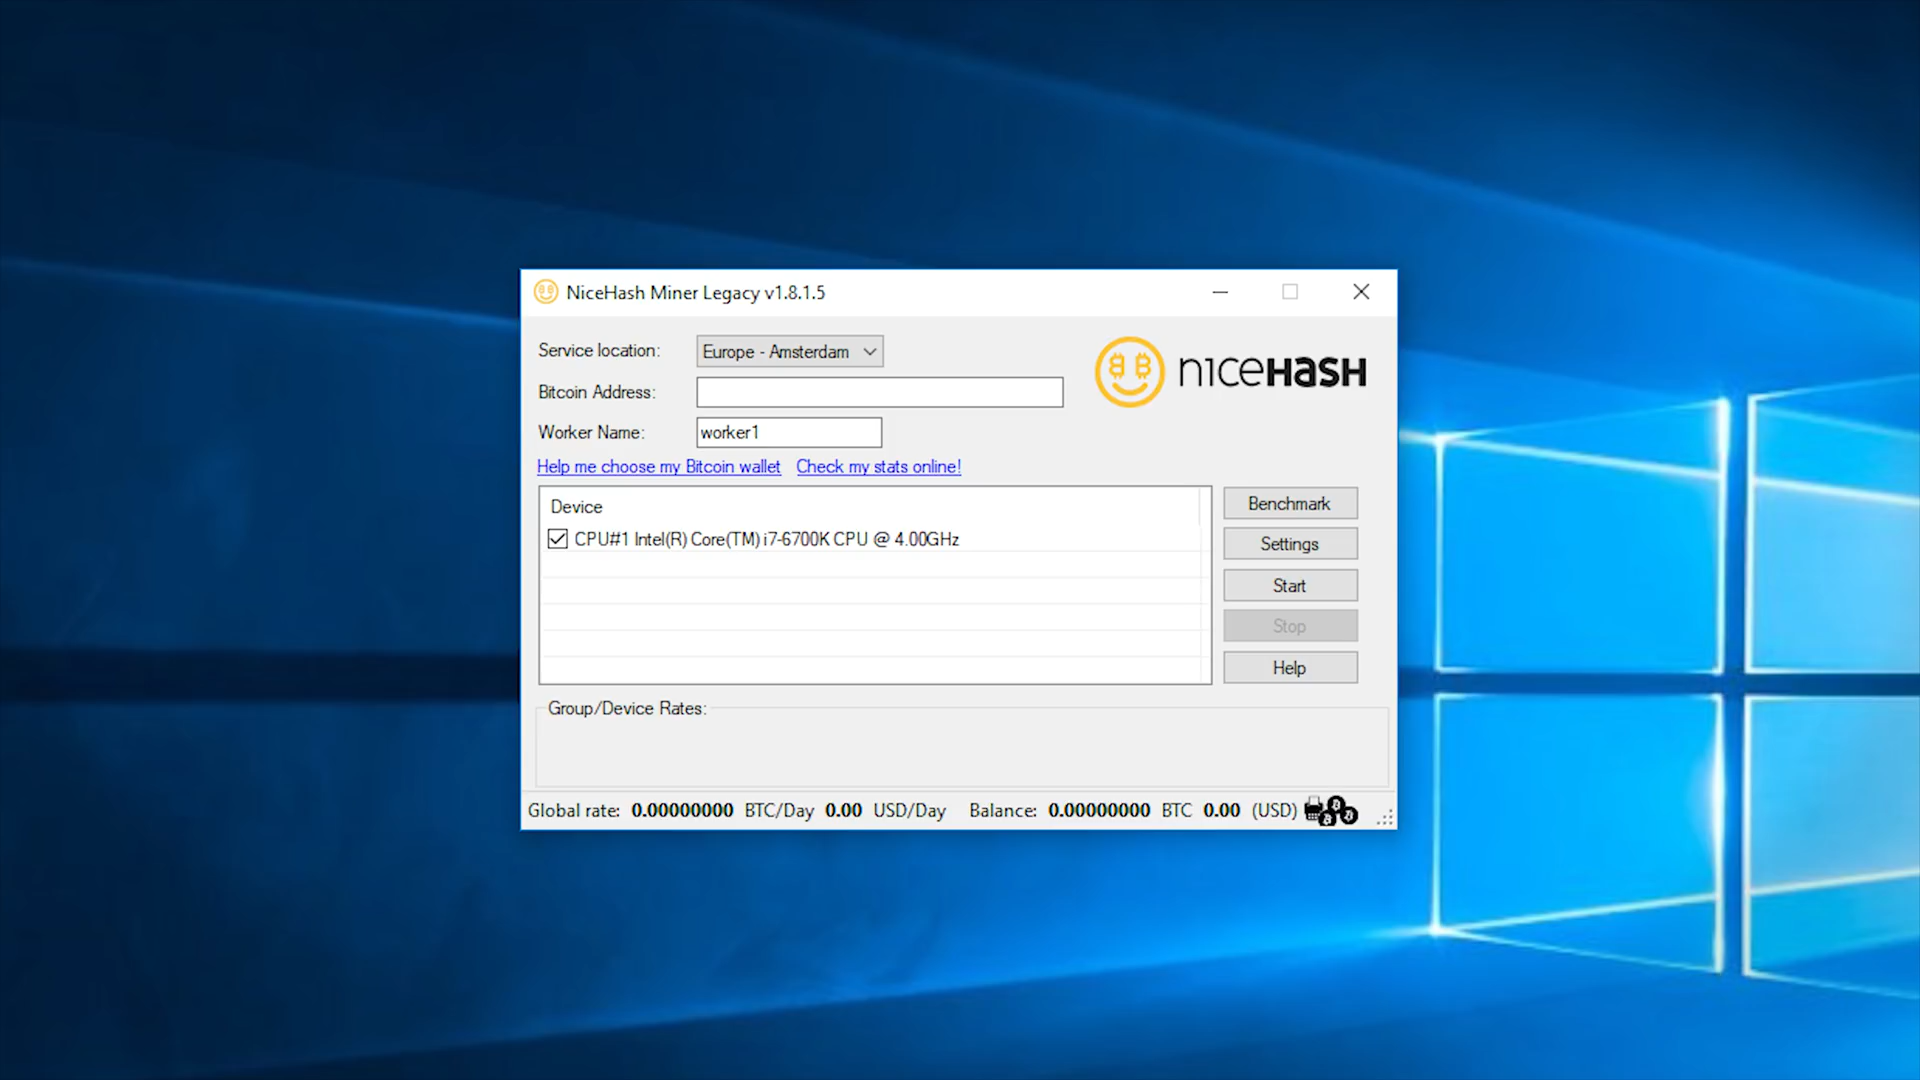 NiceHash Miner Legacy v1.8.1.5
Service location: Europe - Amsterdam
niceHasH
Bitcoin Address:
Worker Name: worker1
Help me choose my Bitcoin wallet Check my stats online!
Device
CPU#1 Intel(R) Core(TM) i7-6700K CPU @ 4.00GHz
Benchmark
Settings
Start
Stop
Help
Group/Device Rates:
Global rate: 0.00000000 BTC/Day 0.00 USD/Day Balance: 0.00000000 BTC 0.00 (USD)